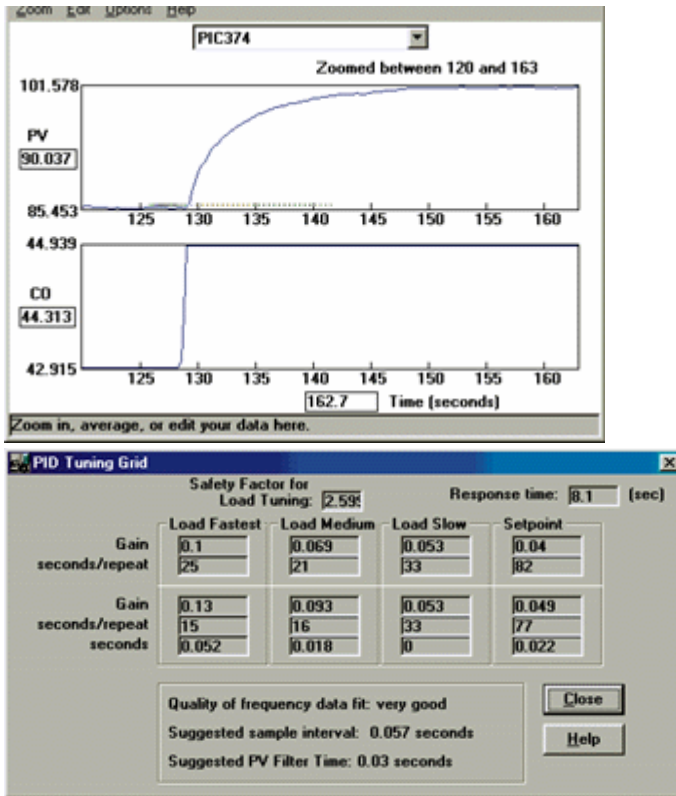 Zoom Edit Options Help
PIC374
Zoomed between 120 and 163
101.578
PV
90.037
85.453
125 130 135 140 145 150 155 160
44.939
CO
44.313
42.915
125 130 135 140 145 150 155 160
162.7 Time (seconds)
Zoom in, average, or edit your data here.
PID Tuning Grid
Safety Factor for
Load Tuning: 2.599 Response time: 8.1 (sec)
Load Fastest Load Medium Load Slow Setpoint
Gain 0.1 0.069 0.053 0.04
seconds/repeat 25 21 33 82
Gain 0.13 0.093 0.053 0.049
seconds/repeat 15 16 33 77
seconds 0.052 0.018 0 0.022
Quality of frequency data fit: very good
Suggested sample interval: 0.057 seconds
Suggested PV Filter Time: 0.03 seconds
Close
Help